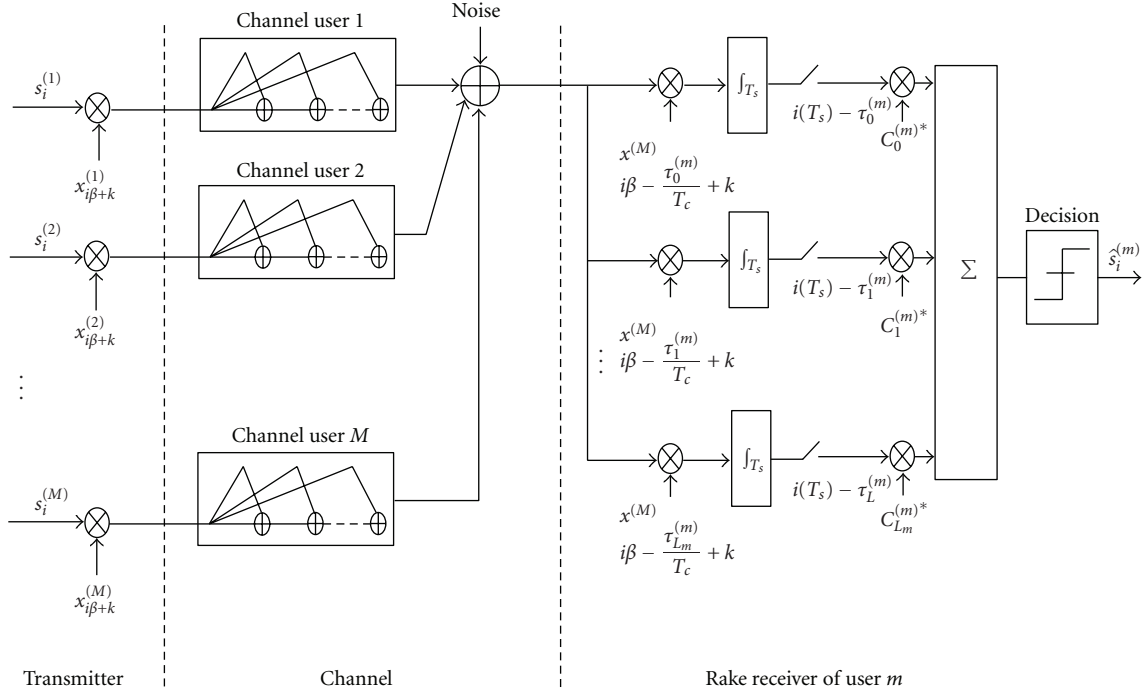 Channel user 1
Noise
s_i^{(1)}
x_{iβ+k}^{(1)}
Channel user 2
s_i^{(2)}
x_{iβ+k}^{(2)}
⋮
Channel user M
s_i^{(M)}
x_{iβ+k}^{(M)}
∫_{T_s}
i(T_s) − τ_0^{(m)}
C_0^{(m)*}
x^{(M)}
iβ − τ_0^{(m)}/T_c + k
∫_{T_s}
i(T_s) − τ_1^{(m)}
C_1^{(m)*}
x^{(M)}
⋮ iβ − τ_1^{(m)}/T_c + k
∫_{T_s}
i(T_s) − τ_L^{(m)}
C_{L_m}^{(m)*}
x^{(M)}
iβ − τ_{L_m}^{(m)}/T_c + k
Σ
Decision
ŝ_i^{(m)}
Transmitter
Channel
Rake receiver of user m